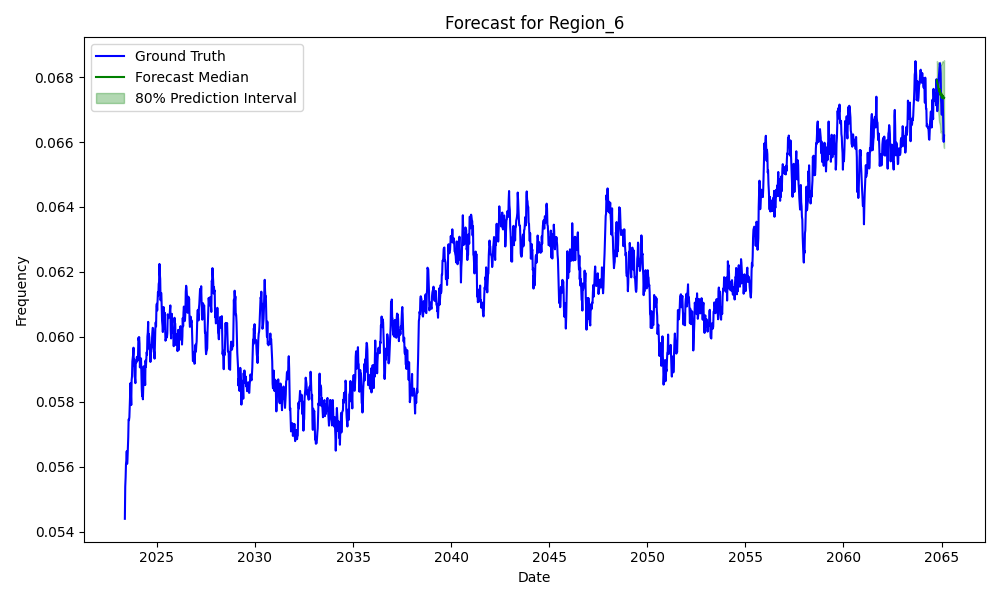 Forecast for Region_6
Ground Truth
Forecast Median
80% Prediction Interval
Frequency
0.068
0.066
0.064
0.062
0.060
0.058
0.056
0.054
2025
2030
2035
2040
2045
2050
2055
2060
2065
Date